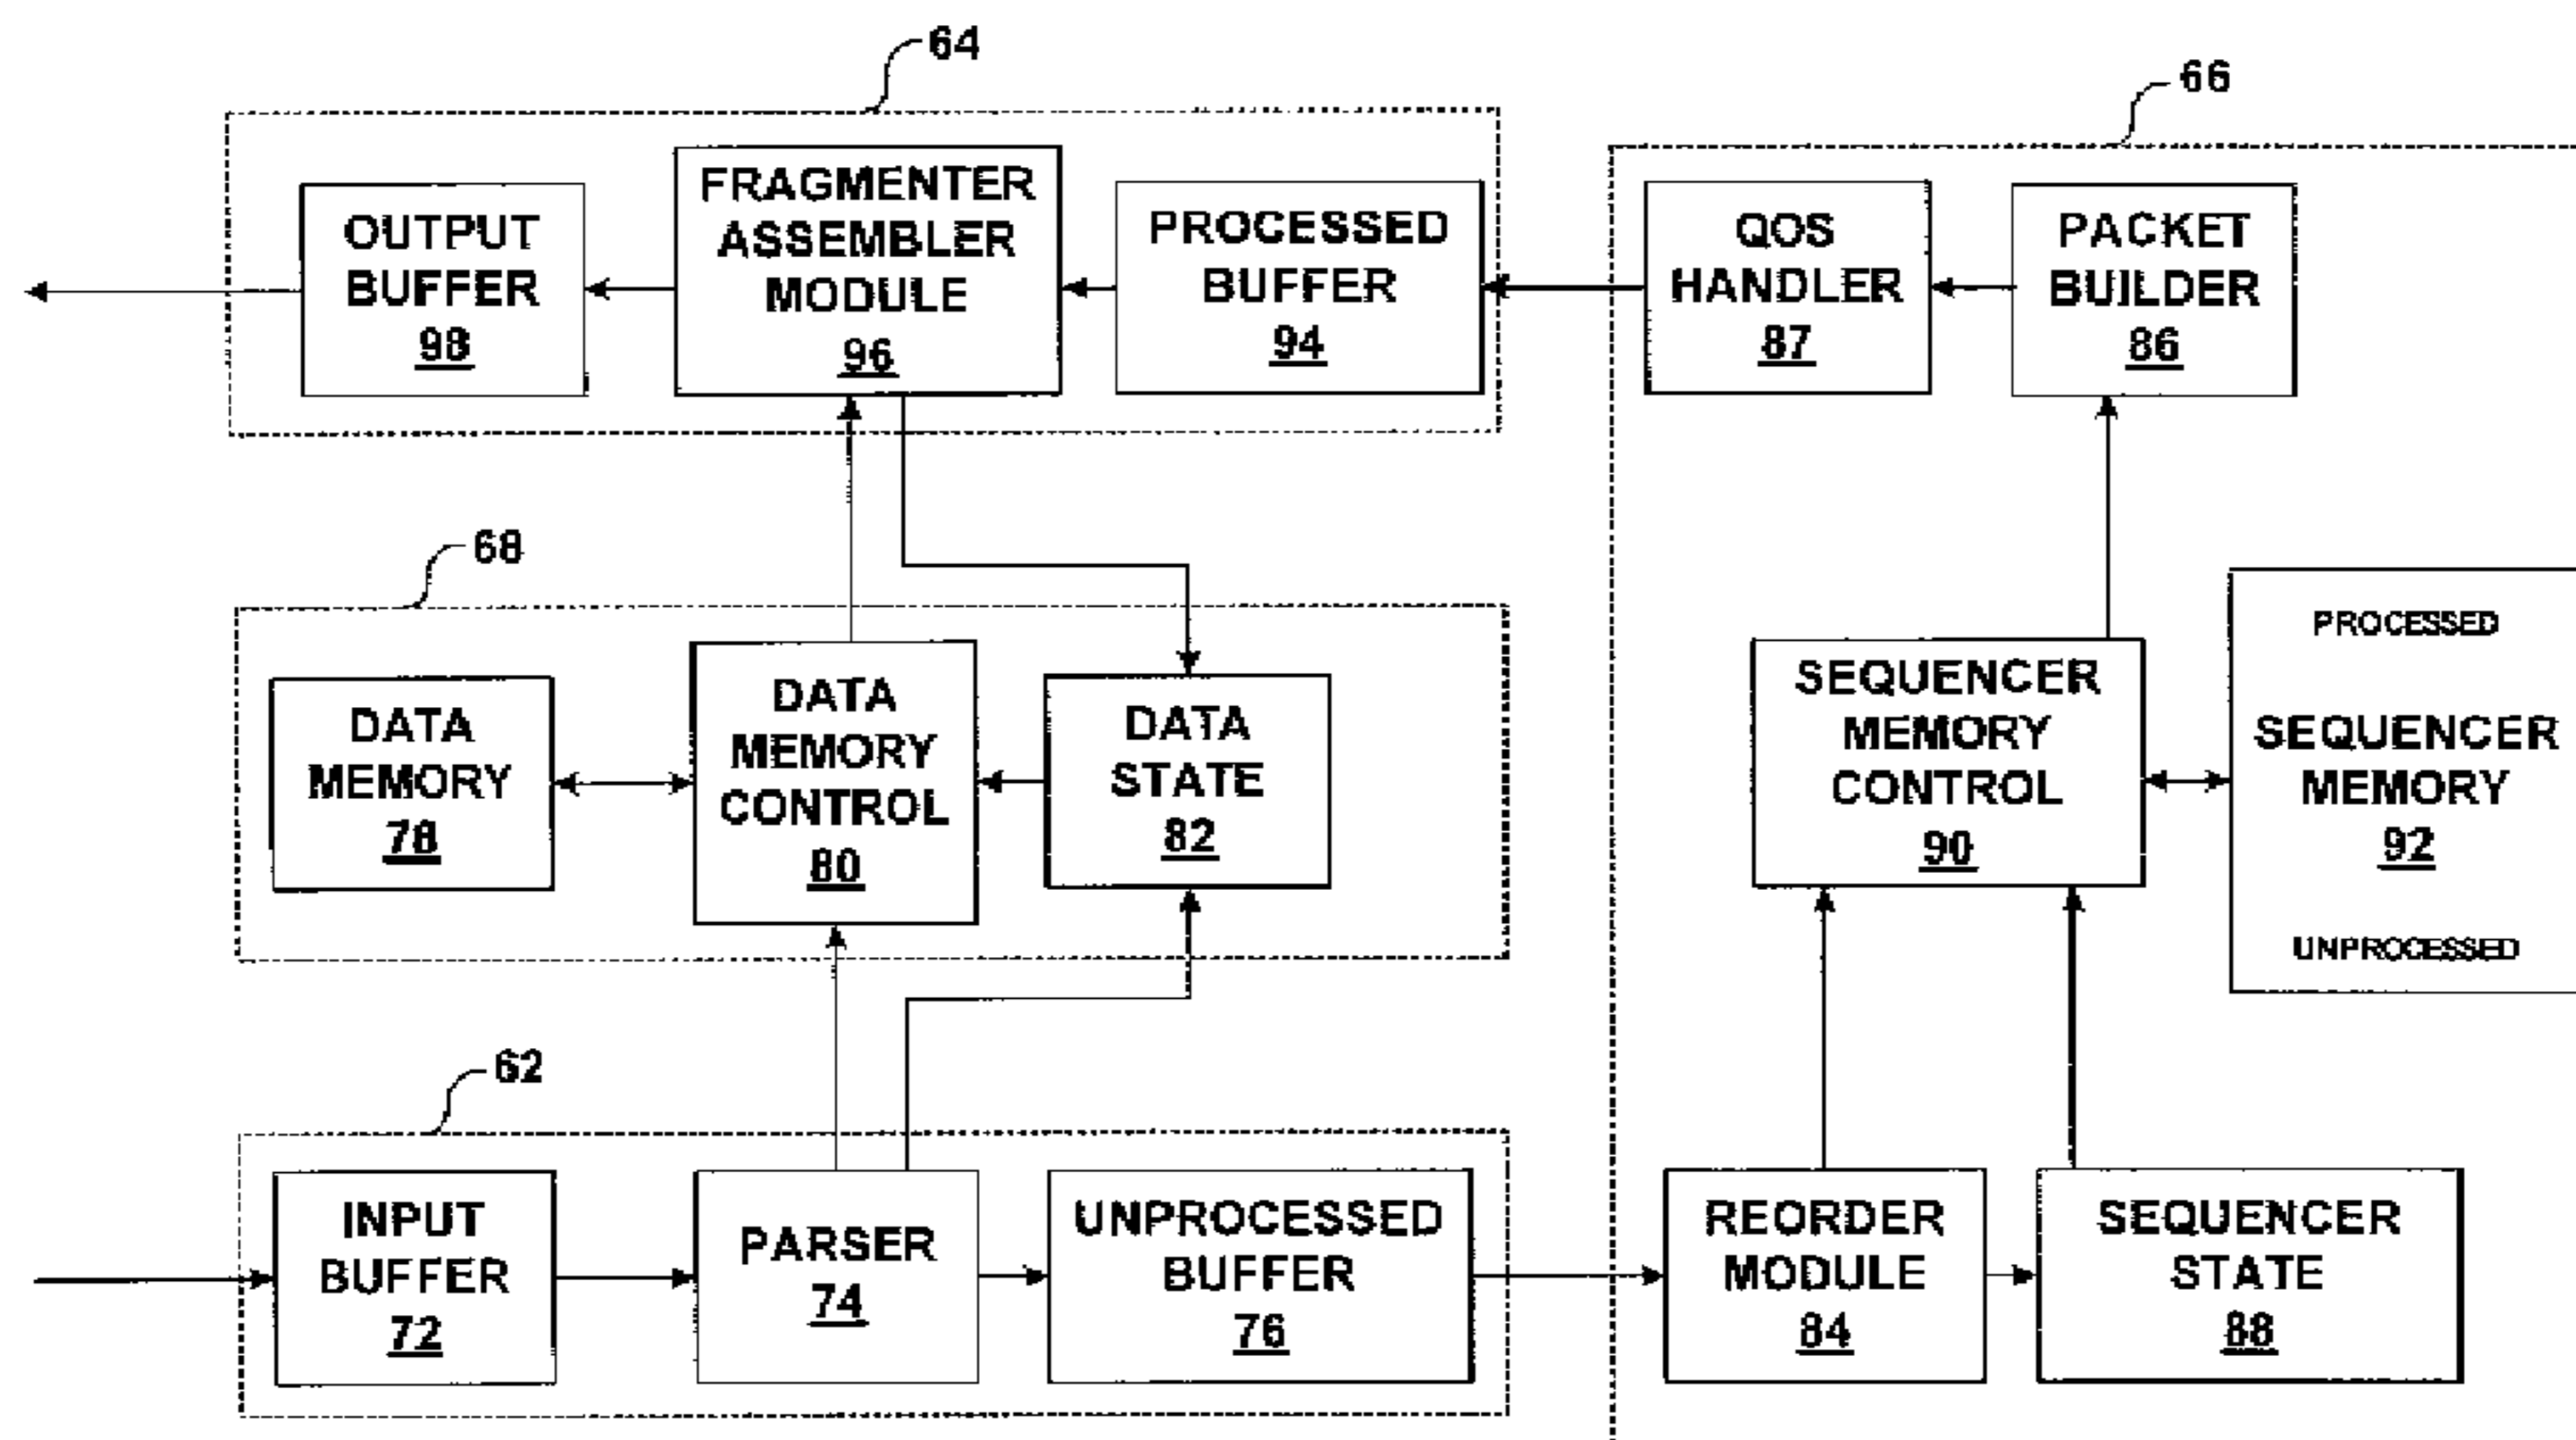 64
66
OUTPUT
BUFFER
98
FRAGMENTER
ASSEMBLER
MODULE
96
PROCESSED
BUFFER
94
QOS
HANDLER
87
PACKET
BUILDER
86
68
DATA
MEMORY
78
DATA
MEMORY
CONTROL
80
DATA
STATE
82
SEQUENCER
MEMORY
CONTROL
90
PROCESSED
SEQUENCER
MEMORY
92
UNPROCESSED
62
INPUT
BUFFER
72
PARSER
74
UNPROCESSED
BUFFER
76
REORDER
MODULE
84
SEQUENCER
STATE
88